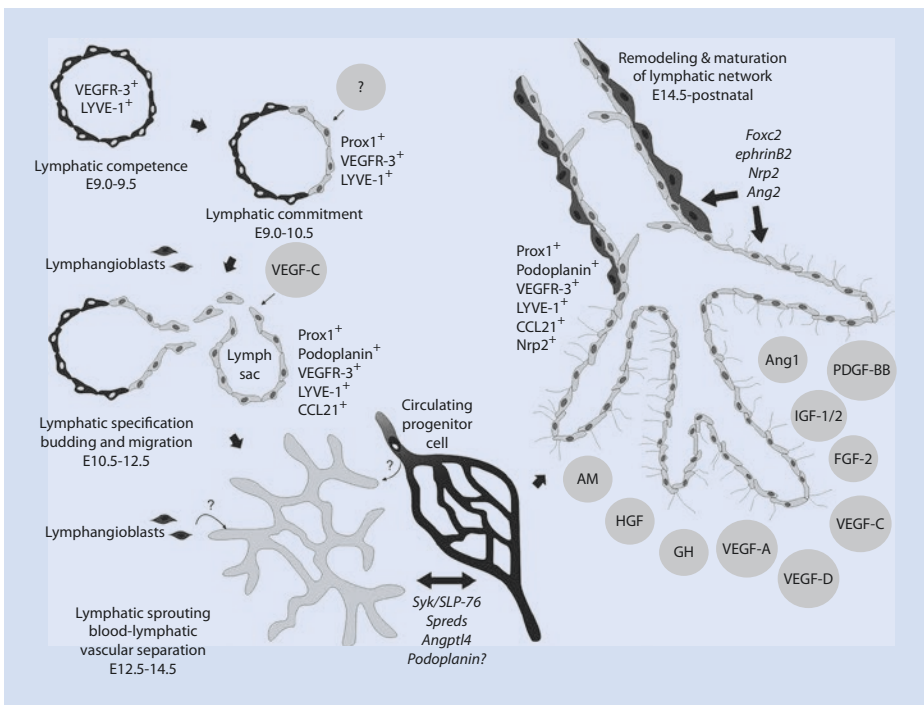 VEGFR-3+
LYVE-1+
Lymphatic competence
E9.0-9.5
?
Prox1+
VEGFR-3+
LYVE-1+
Lymphatic commitment
E9.0-10.5
Lymphangioblasts
VEGF-C
Lymph
sac
Prox1+
Podoplanin+
VEGFR-3+
LYVE-1+
CCL21+
Lymphatic specification
budding and migration
E10.5-12.5
Circulating
progenitor
cell
?
?
Lymphangioblasts
Lymphatic sprouting
blood-lymphatic
vascular separation
E12.5-14.5
Syk/SLP-76
Spreds
Angptl4
Podoplanin?
Remodeling & maturation
of lymphatic network
E14.5-postnatal
Foxc2
ephrinB2
Nrp2
Ang2
Prox1+
Podoplanin+
VEGFR-3+
LYVE-1+
CCL21+
Nrp2+
Ang1
PDGF-BB
IGF-1/2
FGF-2
VEGF-C
VEGF-D
VEGF-A
GH
HGF
AM